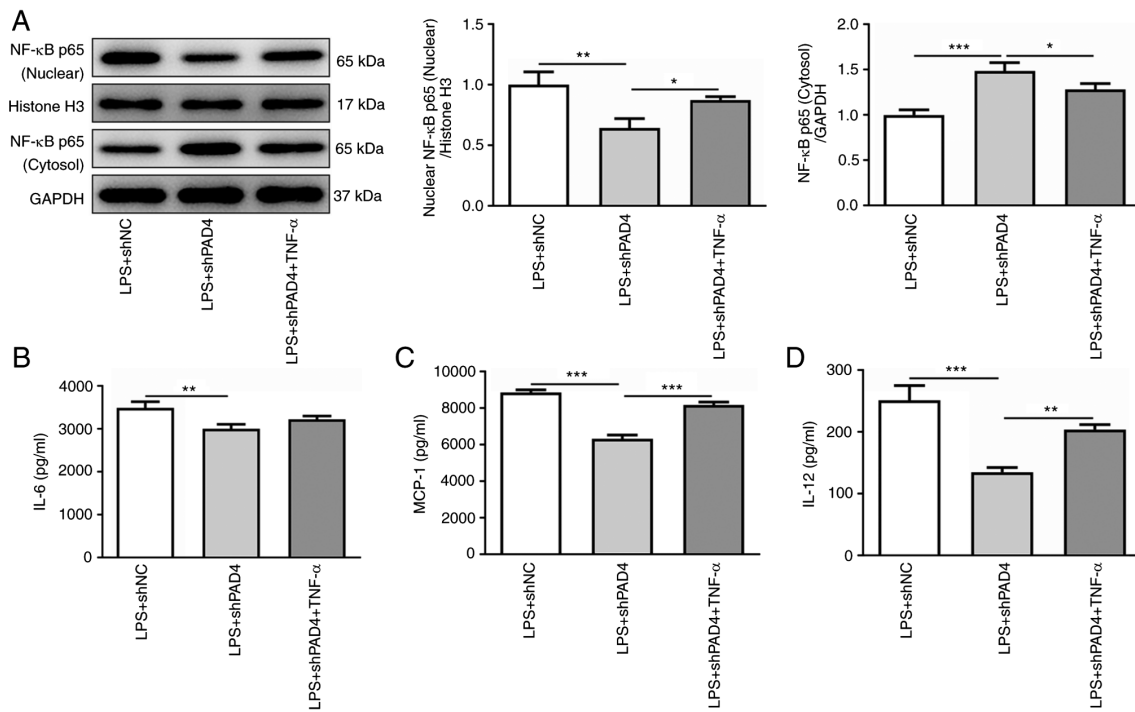 A
NF-κB p65
(Nuclear)
65 kDa
Histone H3
17 kDa
NF-κB p65
(Cytosol)
65 kDa
GAPDH
37 kDa
LPS+shNC
LPS+shPAD4
LPS+shPAD4+TNF-α
Nuclear NF-κB p65 (Nuclear)
/Histone H3
1.5
1.0
0.5
0.0
**
*
LPS+shNC
LPS+shPAD4
LPS+shPAD4+TNF-α
NF-κB p65 (Cytosol)
/GAPDH
2.0
1.5
1.0
0.5
0.0
***
*
LPS+shNC
LPS+shPAD4
LPS+shPAD4+TNF-α
B
IL-6 (pg/ml)
4000
3000
2000
1000
0
**
LPS+shNC
LPS+shPAD4
LPS+shPAD4+TNF-α
C
MCP-1 (pg/ml)
10000
8000
6000
4000
2000
0
***
***
LPS+shNC
LPS+shPAD4
LPS+shPAD4+TNF-α
D
IL-12 (pg/ml)
300
200
100
0
***
**
LPS+shNC
LPS+shPAD4
LPS+shPAD4+TNF-α